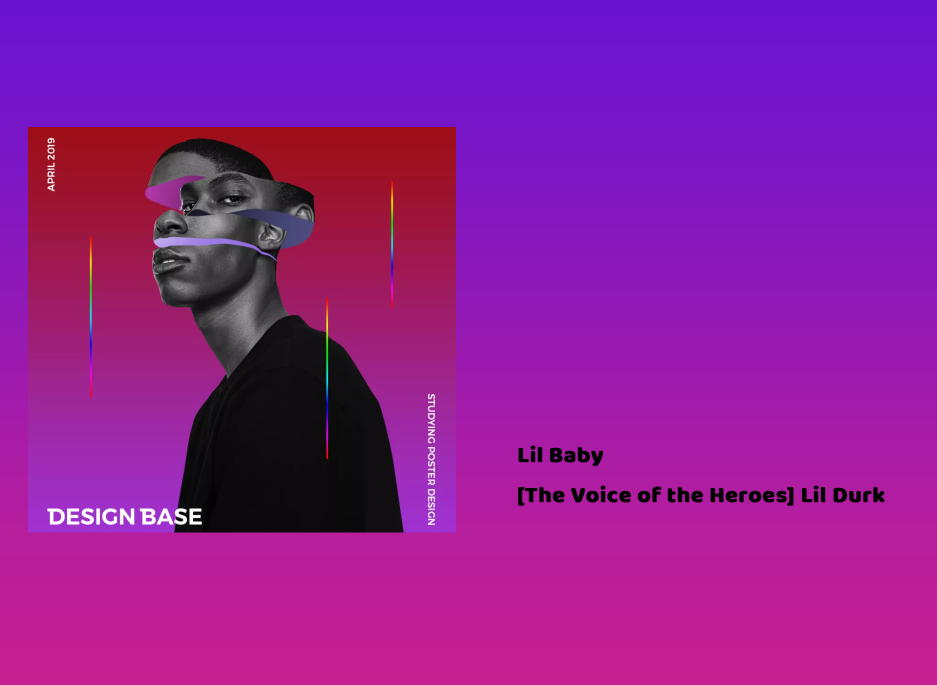 APRIL 2019
STUDYING POSTER DESIGN
DESIGN BASE
Lil Baby
[The Voice of the Heroes] Lil Durk